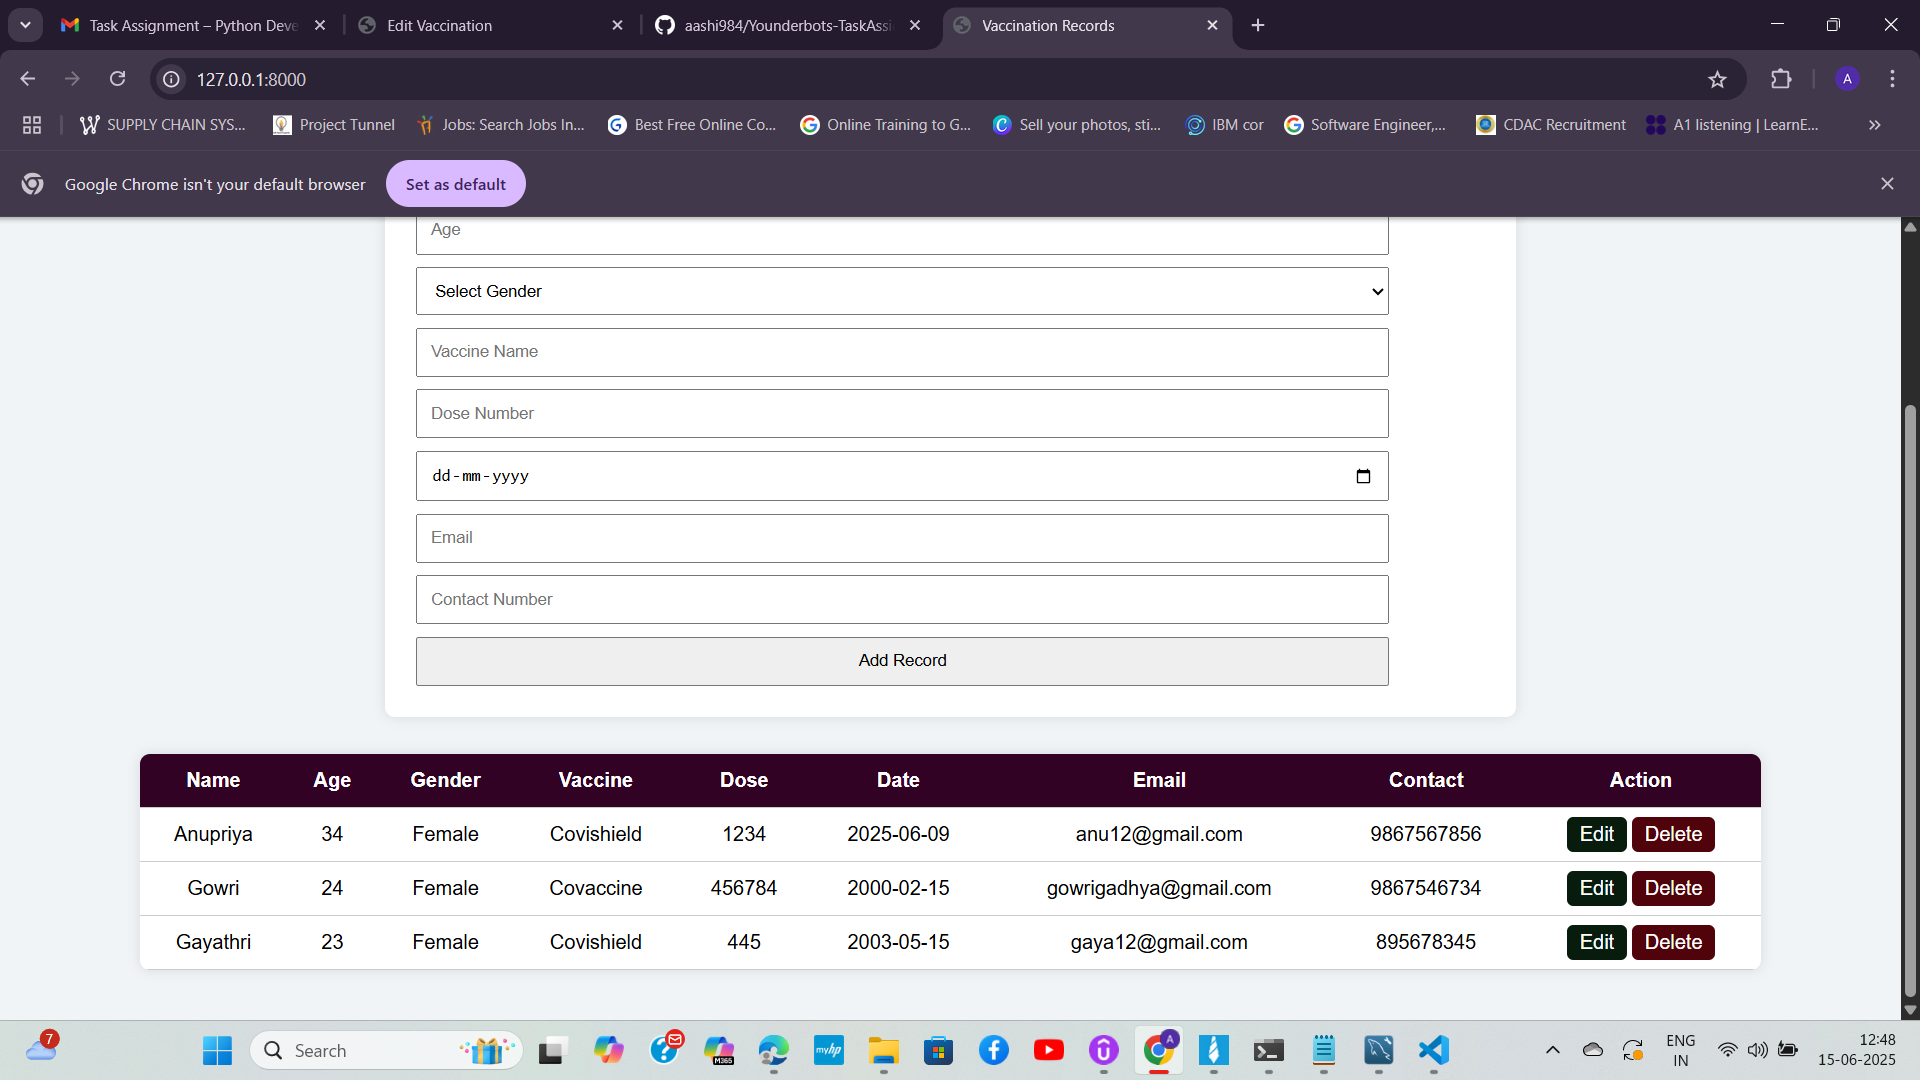 Task Assignment – Python Deve
Edit Vaccination
aashi984/Younderbots-TaskAssi
Vaccination Records
127.0.0.1:8000
A
SUPPLY CHAIN SYS...
Project Tunnel
Jobs: Search Jobs In...
Best Free Online Co...
Online Training to G...
Sell your photos, sti...
IBM cor
Software Engineer,...
CDAC Recruitment
A1 listening | LearnE...
Google Chrome isn't your default browser
Set as default
Age
Select Gender
Vaccine Name
Dose Number
dd-mm-yyyy
Email
Contact Number
Add Record
Name Age Gender Vaccine Dose Date Email Contact Action
Anupriya 34 Female Covishield 1234 2025-06-09 anu12@gmail.com 9867567856 Edit Delete
Gowri 24 Female Covaccine 456784 2000-02-15 gowrigadhya@gmail.com 9867546734 Edit Delete
Gayathri 23 Female Covishield 445 2003-05-15 gaya12@gmail.com 895678345 Edit Delete
7
Search
M365
myhp
A
ENG
IN
12:48
15-06-2025